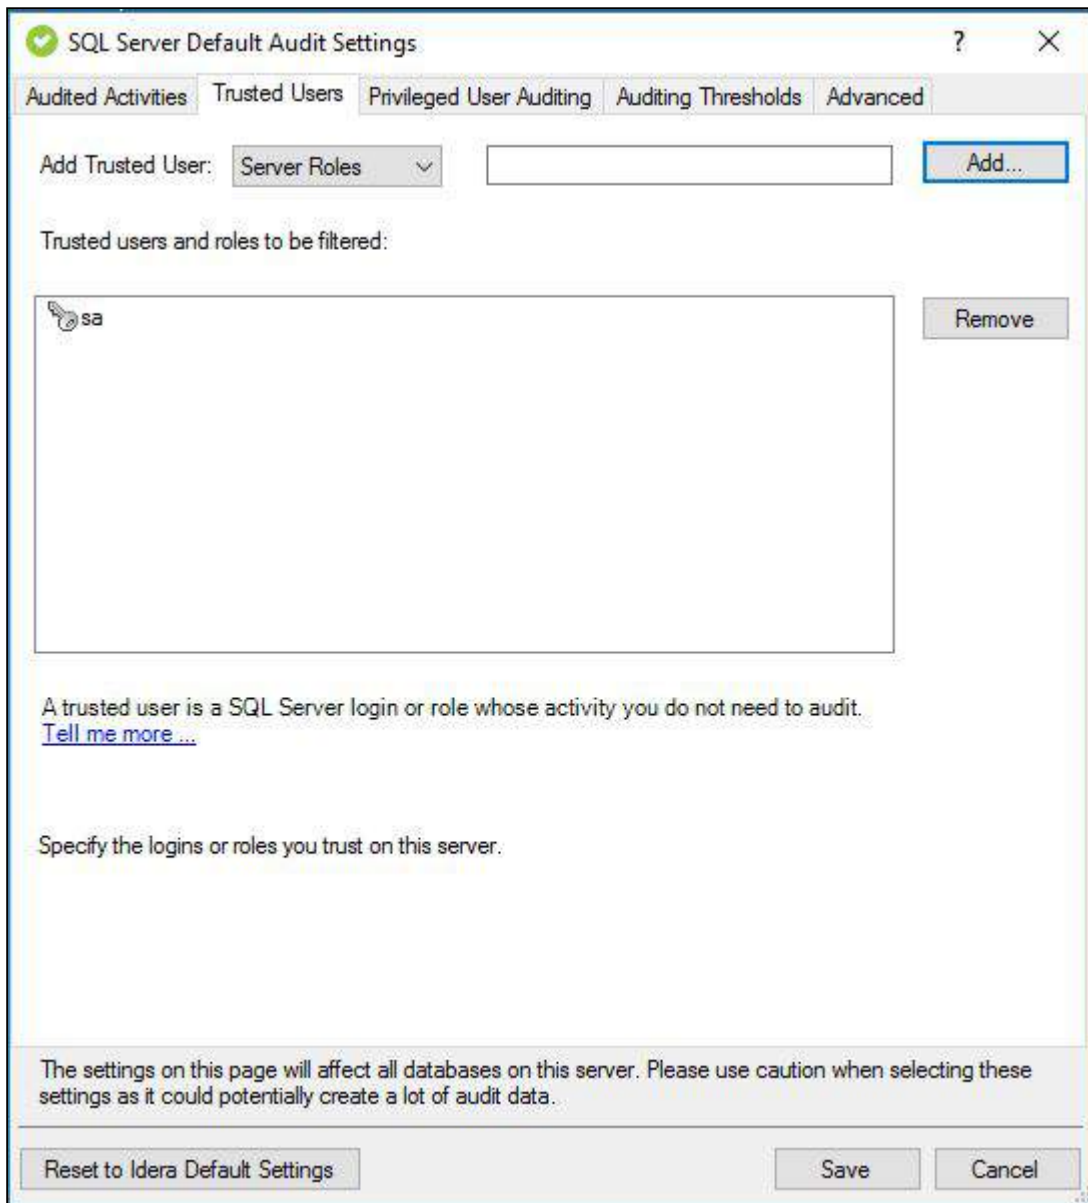 SQL Server Default Audit Settings ?
Audited Activities Trusted Users Privileged User Auditing Auditing Thresholds Advanced
Add Trusted User: Server Roles Add...
Trusted users and roles to be filtered:
sa
Remove
A trusted user is a SQL Server login or role whose activity you do not need to audit.
Tell me more ...
Specify the logins or roles you trust on this server.
The settings on this page will affect all databases on this server. Please use caution when selecting these
settings as it could potentially create a lot of audit data.
Reset to Idera Default Settings Save Cancel